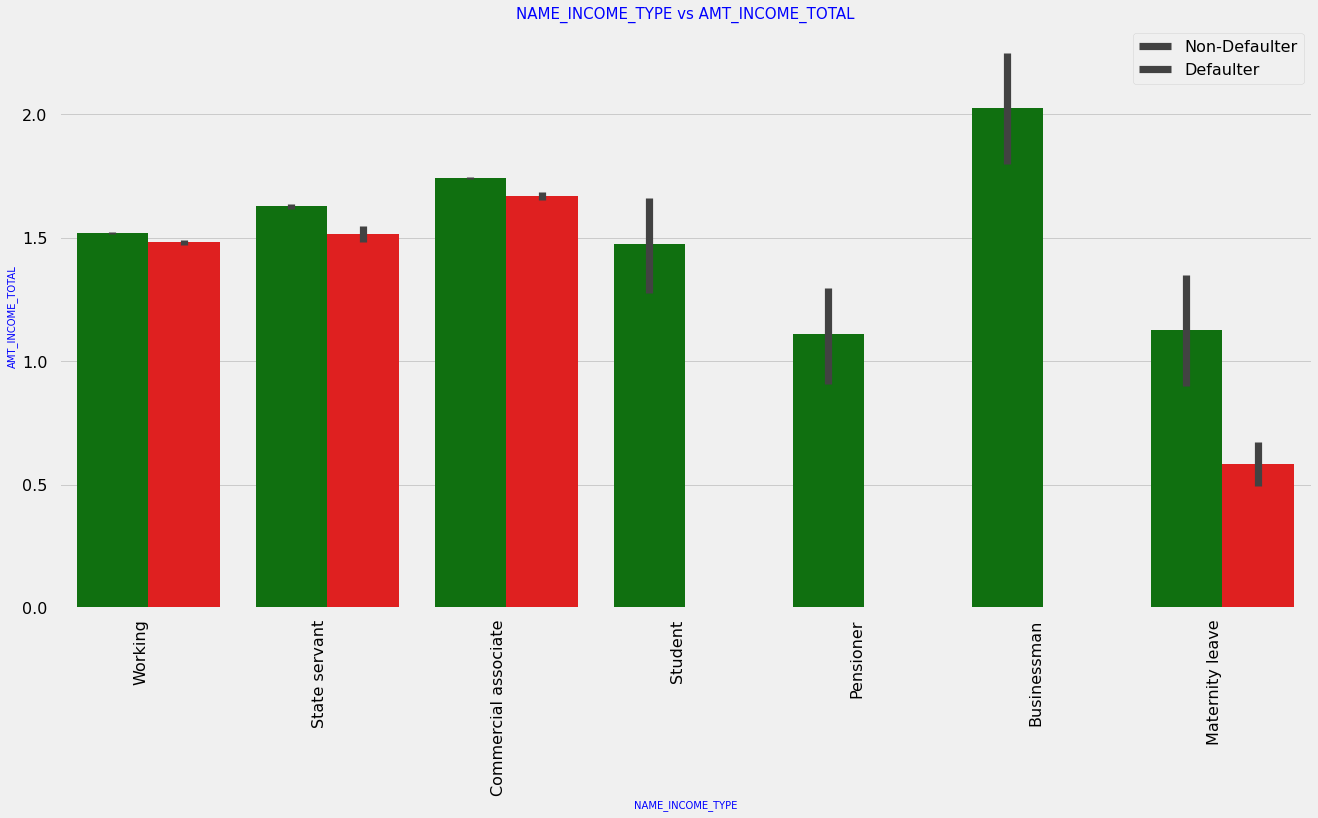 NAME_INCOME_TYPE vs AMT_INCOME_TOTAL
Non-Defaulter
Defaulter
2.0
1.5
1.0
0.5
0.0
AMT_INCOME_TOTAL
Working
State servant
Commercial associate
Student
Pensioner
Businessman
Maternity leave
NAME_INCOME_TYPE